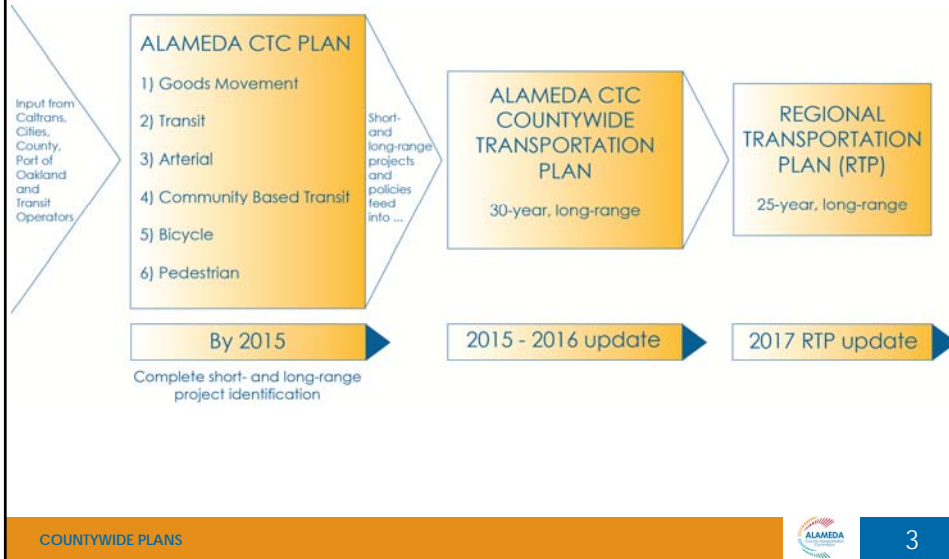 Input from
Caltrans,
Cities,
County,
Port of
Oakland
and
Transit
Operators
ALAMEDA CTC PLAN
1) Goods Movement
2) Transit
3) Arterial
4) Community Based Transit
5) Bicycle
6) Pedestrian
Short-
and
long-range
projects
and
policies
feed
into ...
ALAMEDA CTC
COUNTYWIDE
TRANSPORTATION
PLAN
30-year, long-range
REGIONAL
TRANSPORTATION
PLAN (RTP)
25-year, long-range
By 2015
2015 - 2016 update
2017 RTP update
Complete short- and long-range
project identification
COUNTYWIDE PLANS
ALAMEDA
3